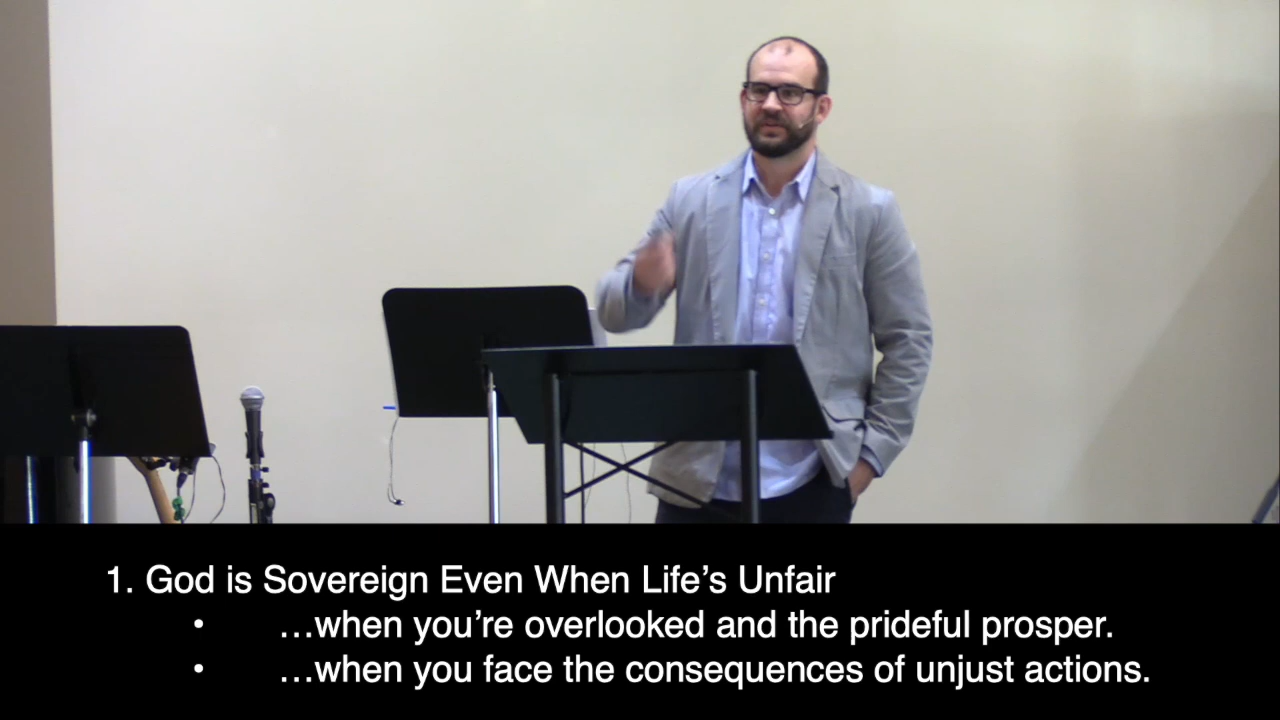 1. God is Sovereign Even When Life’s Unfair
• …when you’re overlooked and the prideful prosper.
• …when you face the consequences of unjust actions.